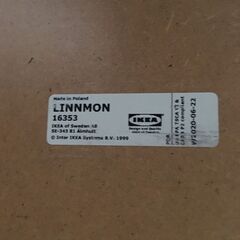 Made in Poland
LINNMON
16353
IKEA of Sweden AB
SE-343 81 Älmhult
© Inter IKEA Systems B.V. 1999
IKEA
Design and Quality
IKEA of Sweden
2020-06-22